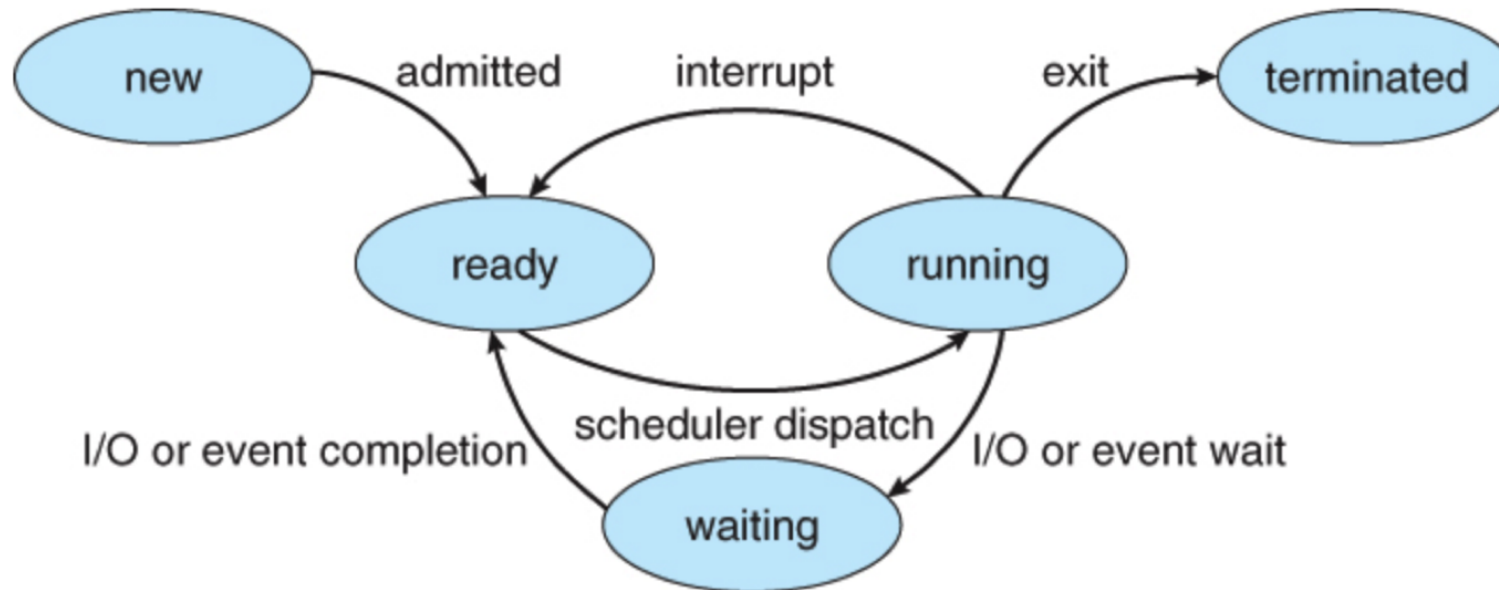 new
admitted
interrupt
exit
terminated
ready
running
scheduler dispatch
I/O or event completion
I/O or event wait
waiting